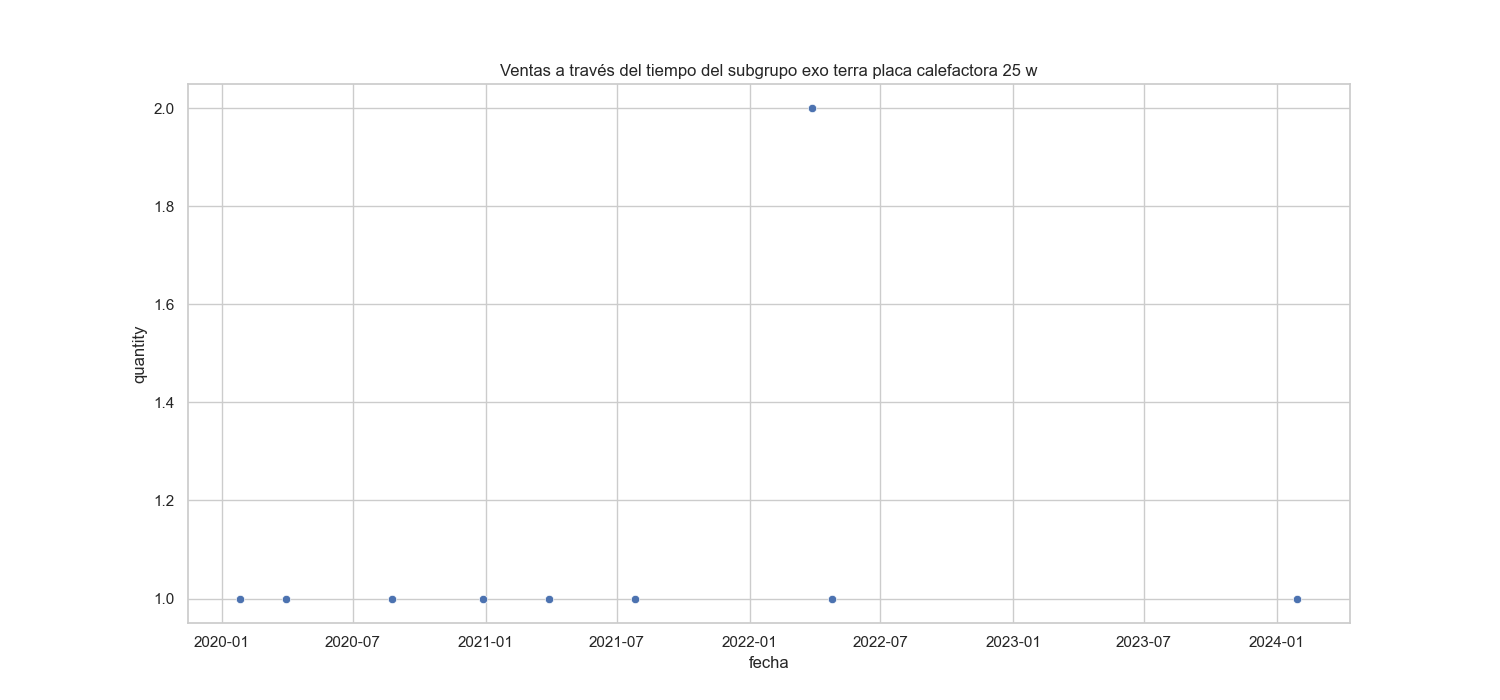 Ventas a través del tiempo del subgrupo exo terra placa calefactora 25 w
2.0
1.8
1.6
1.4
1.2
1.0
quantity
2020-01 2020-07 2021-01 2021-07 2022-01 2022-07 2023-01 2023-07 2024-01
fecha